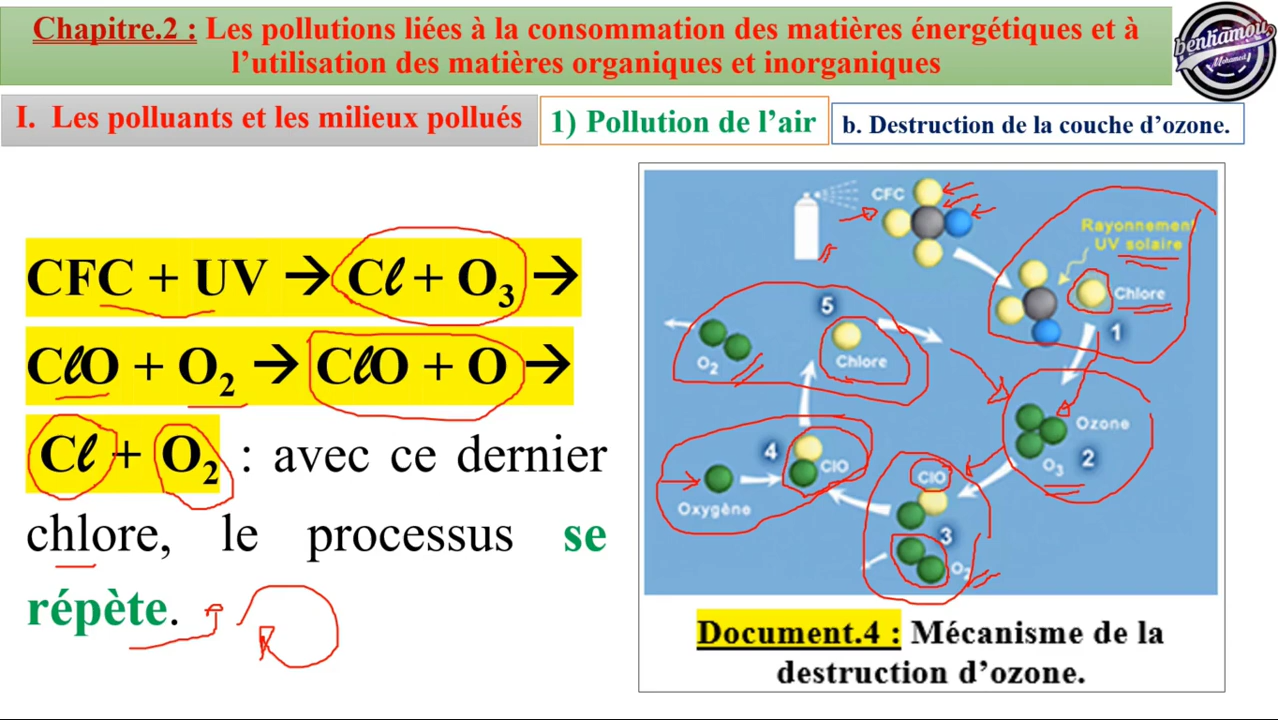 Chapitre.2 : Les pollutions liées à la consommation des matières énergétiques et à
l’utilisation des matières organiques et inorganiques
benhamou
Mohamed
I. Les polluants et les milieux pollués
1) Pollution de l’air
b. Destruction de la couche d’ozone.
CFC + UV → Cℓ + O₃ →
CℓO + O₂ → CℓO + O →
Cℓ + O₂ : avec ce dernier
chlore, le processus se
répète.
CFC
Rayonnement
UV solaire
Chlore
1
Ozone
O₃ 2
ClO
3
O₂
4
ClO
Oxygène
5
Chlore
O₂
Document.4 : Mécanisme de la
destruction d’ozone.